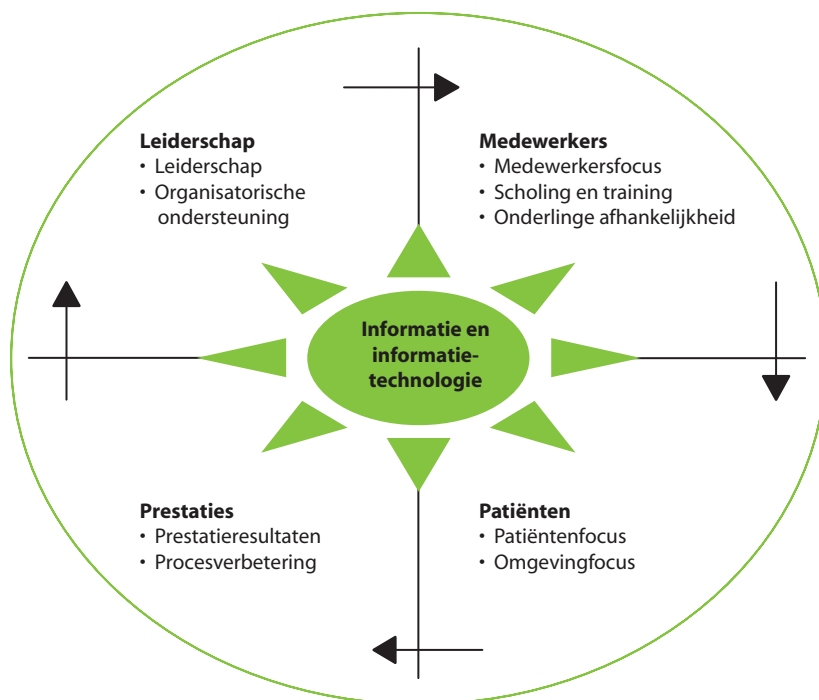 Leiderschap
• Leiderschap
• Organisatorische
ondersteuning
Medewerkers
• Medewerkersfocus
• Scholing en training
• Onderlinge afhankelijkheid
Informatie en
informatie-
technologie
Prestaties
• Prestatieresultaten
• Procesverbetering
Patiënten
• Patiëntenfocus
• Omgevingfocus